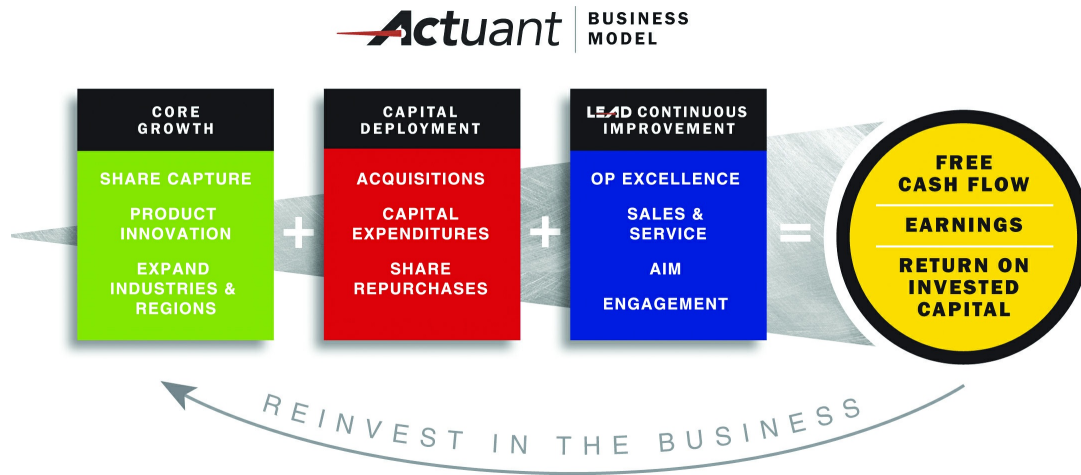 Actuant
BUSINESS
MODEL
CORE
GROWTH
SHARE CAPTURE
PRODUCT
INNOVATION
EXPAND
INDUSTRIES &
REGIONS
+
CAPITAL
DEPLOYMENT
ACQUISITIONS
CAPITAL
EXPENDITURES
SHARE
REPURCHASES
+
LEAD CONTINUOUS
IMPROVEMENT
OP EXCELLENCE
SALES &
SERVICE
AIM
ENGAGEMENT
=
FREE
CASH FLOW
EARNINGS
RETURN ON
INVESTED
CAPITAL
REINVEST IN THE BUSINESS